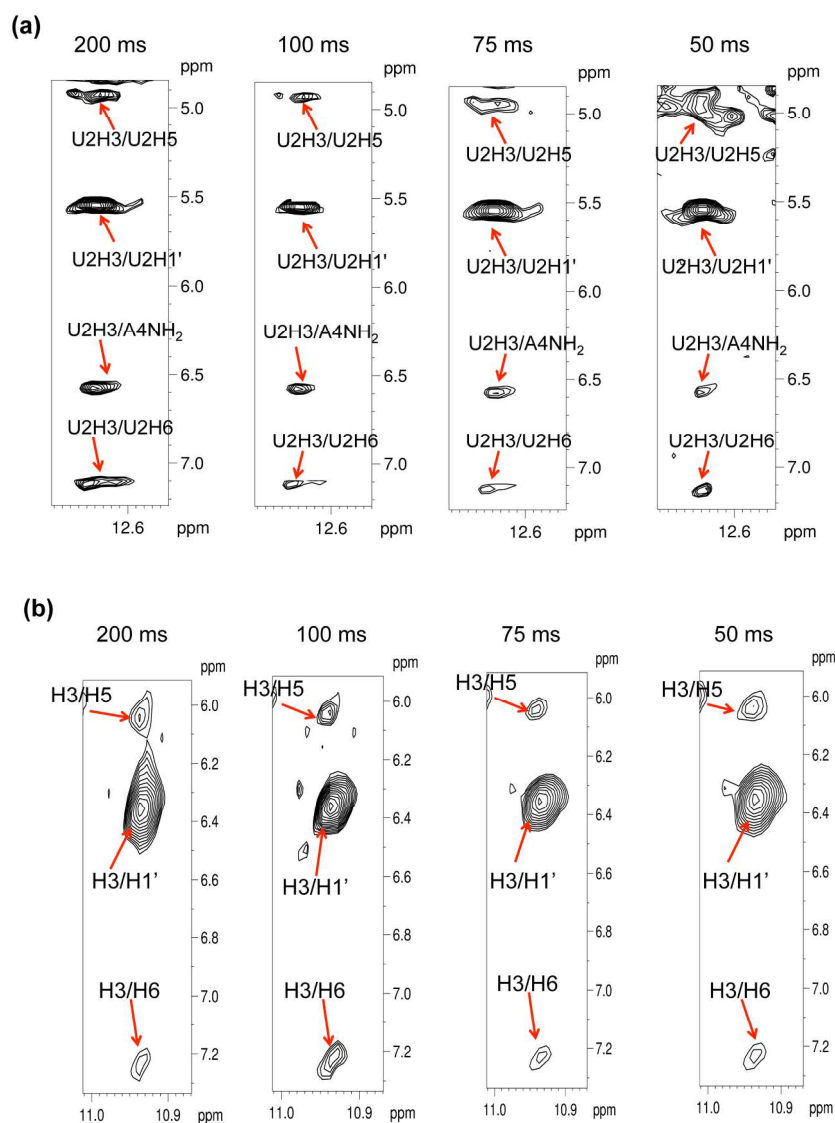 (a)
200 ms 100 ms 75 ms 50 ms
ppm ppm ppm ppm
5.0 5.0 5.0 5.0
U2H3/U2H5 U2H3/U2H5 U2H3/U2H5 U2H3/U2H5
5.5 5.5 5.5 5.5
U2H3/U2H1' U2H3/U2H1' U2H3/U2H1' U2H3/U2H1'
6.0 6.0 6.0 6.0
U2H3/A4NH₂ U2H3/A4NH₂ U2H3/A4NH₂ U2H3/A4NH₂
6.5 6.5 6.5 6.5
U2H3/U2H6 U2H3/U2H6 U2H3/U2H6 U2H3/U2H6
7.0 7.0 7.0 7.0
12.6 ppm 12.6 ppm 12.6 ppm 12.6 ppm
(b)
200 ms 100 ms 75 ms 50 ms
ppm ppm ppm ppm
H3/H5 H3/H5 H3/H5 H3/H5
6.0 6.0 6.0 6.0
6.2 6.2 6.2 6.2
6.4 6.4 6.4 6.4
H3/H1’ H3/H1’ H3/H1’ H3/H1’
6.6 6.6 6.6 6.6
6.8 6.8 6.8 6.8
H3/H6 H3/H6 H3/H6 H3/H6
7.0 7.0 7.0 7.0
7.2 7.2 7.2 7.2
11.0 10.9 ppm 11.0 10.9 ppm 11.0 10.9 ppm 11.0 10.9 ppm